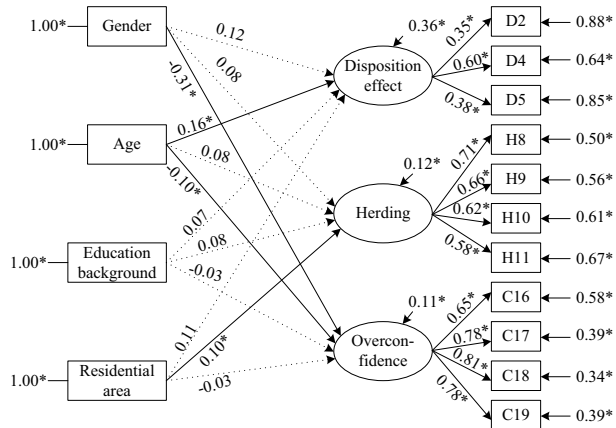 1.00*
Gender
0.12
0.08
-0.31*
0.36*
Disposition
effect
0.35*
0.60*
0.38*
D2
0.88*
D4
0.64*
D5
0.85*
1.00*
Age
0.16*
0.08
-0.10*
0.12*
Herding
0.71*
0.66*
0.62*
0.58*
H8
0.50*
H9
0.56*
H10
0.61*
H11
0.67*
1.00*
Education
background
0.07
0.08
-0.03
0.11*
Overcon-
fidence
0.65*
0.78*
0.81*
0.78*
C16
0.58*
C17
0.39*
C18
0.34*
C19
0.39*
1.00*
Residential
area
0.11
0.10*
-0.03